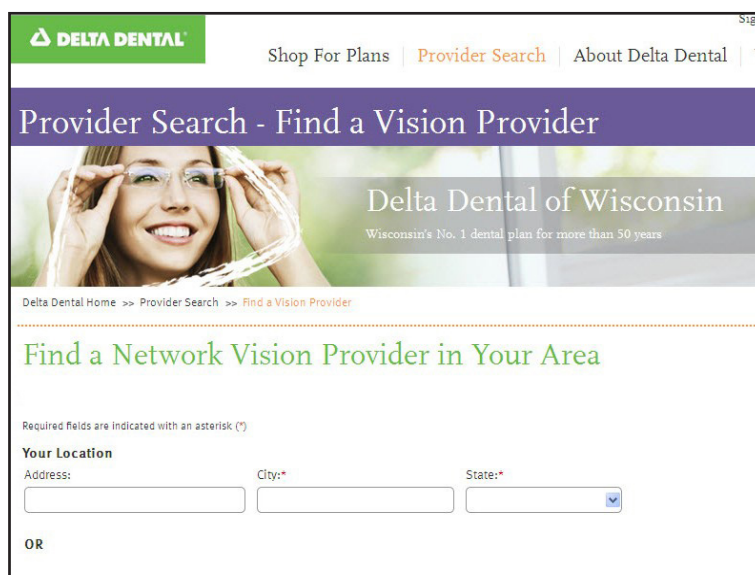 Sig
DELTA DENTAL®
Shop For Plans | Provider Search | About Delta Dental |
Provider Search - Find a Vision Provider
Delta Dental of Wisconsin
Wisconsin's No. 1 dental plan for more than 50 years
Delta Dental Home >> Provider Search >> Find a Vision Provider
Find a Network Vision Provider in Your Area
Required fields are indicated with an asterisk (*)
Your Location
Address: City:* State:*
OR